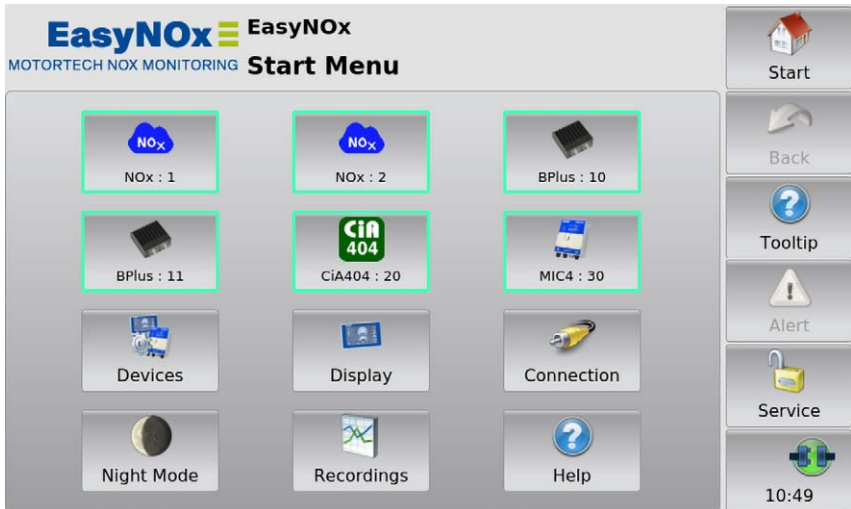 EasyNOx
EasyNOx
MOTORTECH NOX MONITORING
Start Menu
NOx
NOx : 1
NOx
NOx : 2
BPlus : 10
BPlus : 11
CiA
404
CiA404 : 20
MIC4 : 30
Devices
Display
Connection
Night Mode
Recordings
Help
Start
Back
Tooltip
Alert
Service
10:49